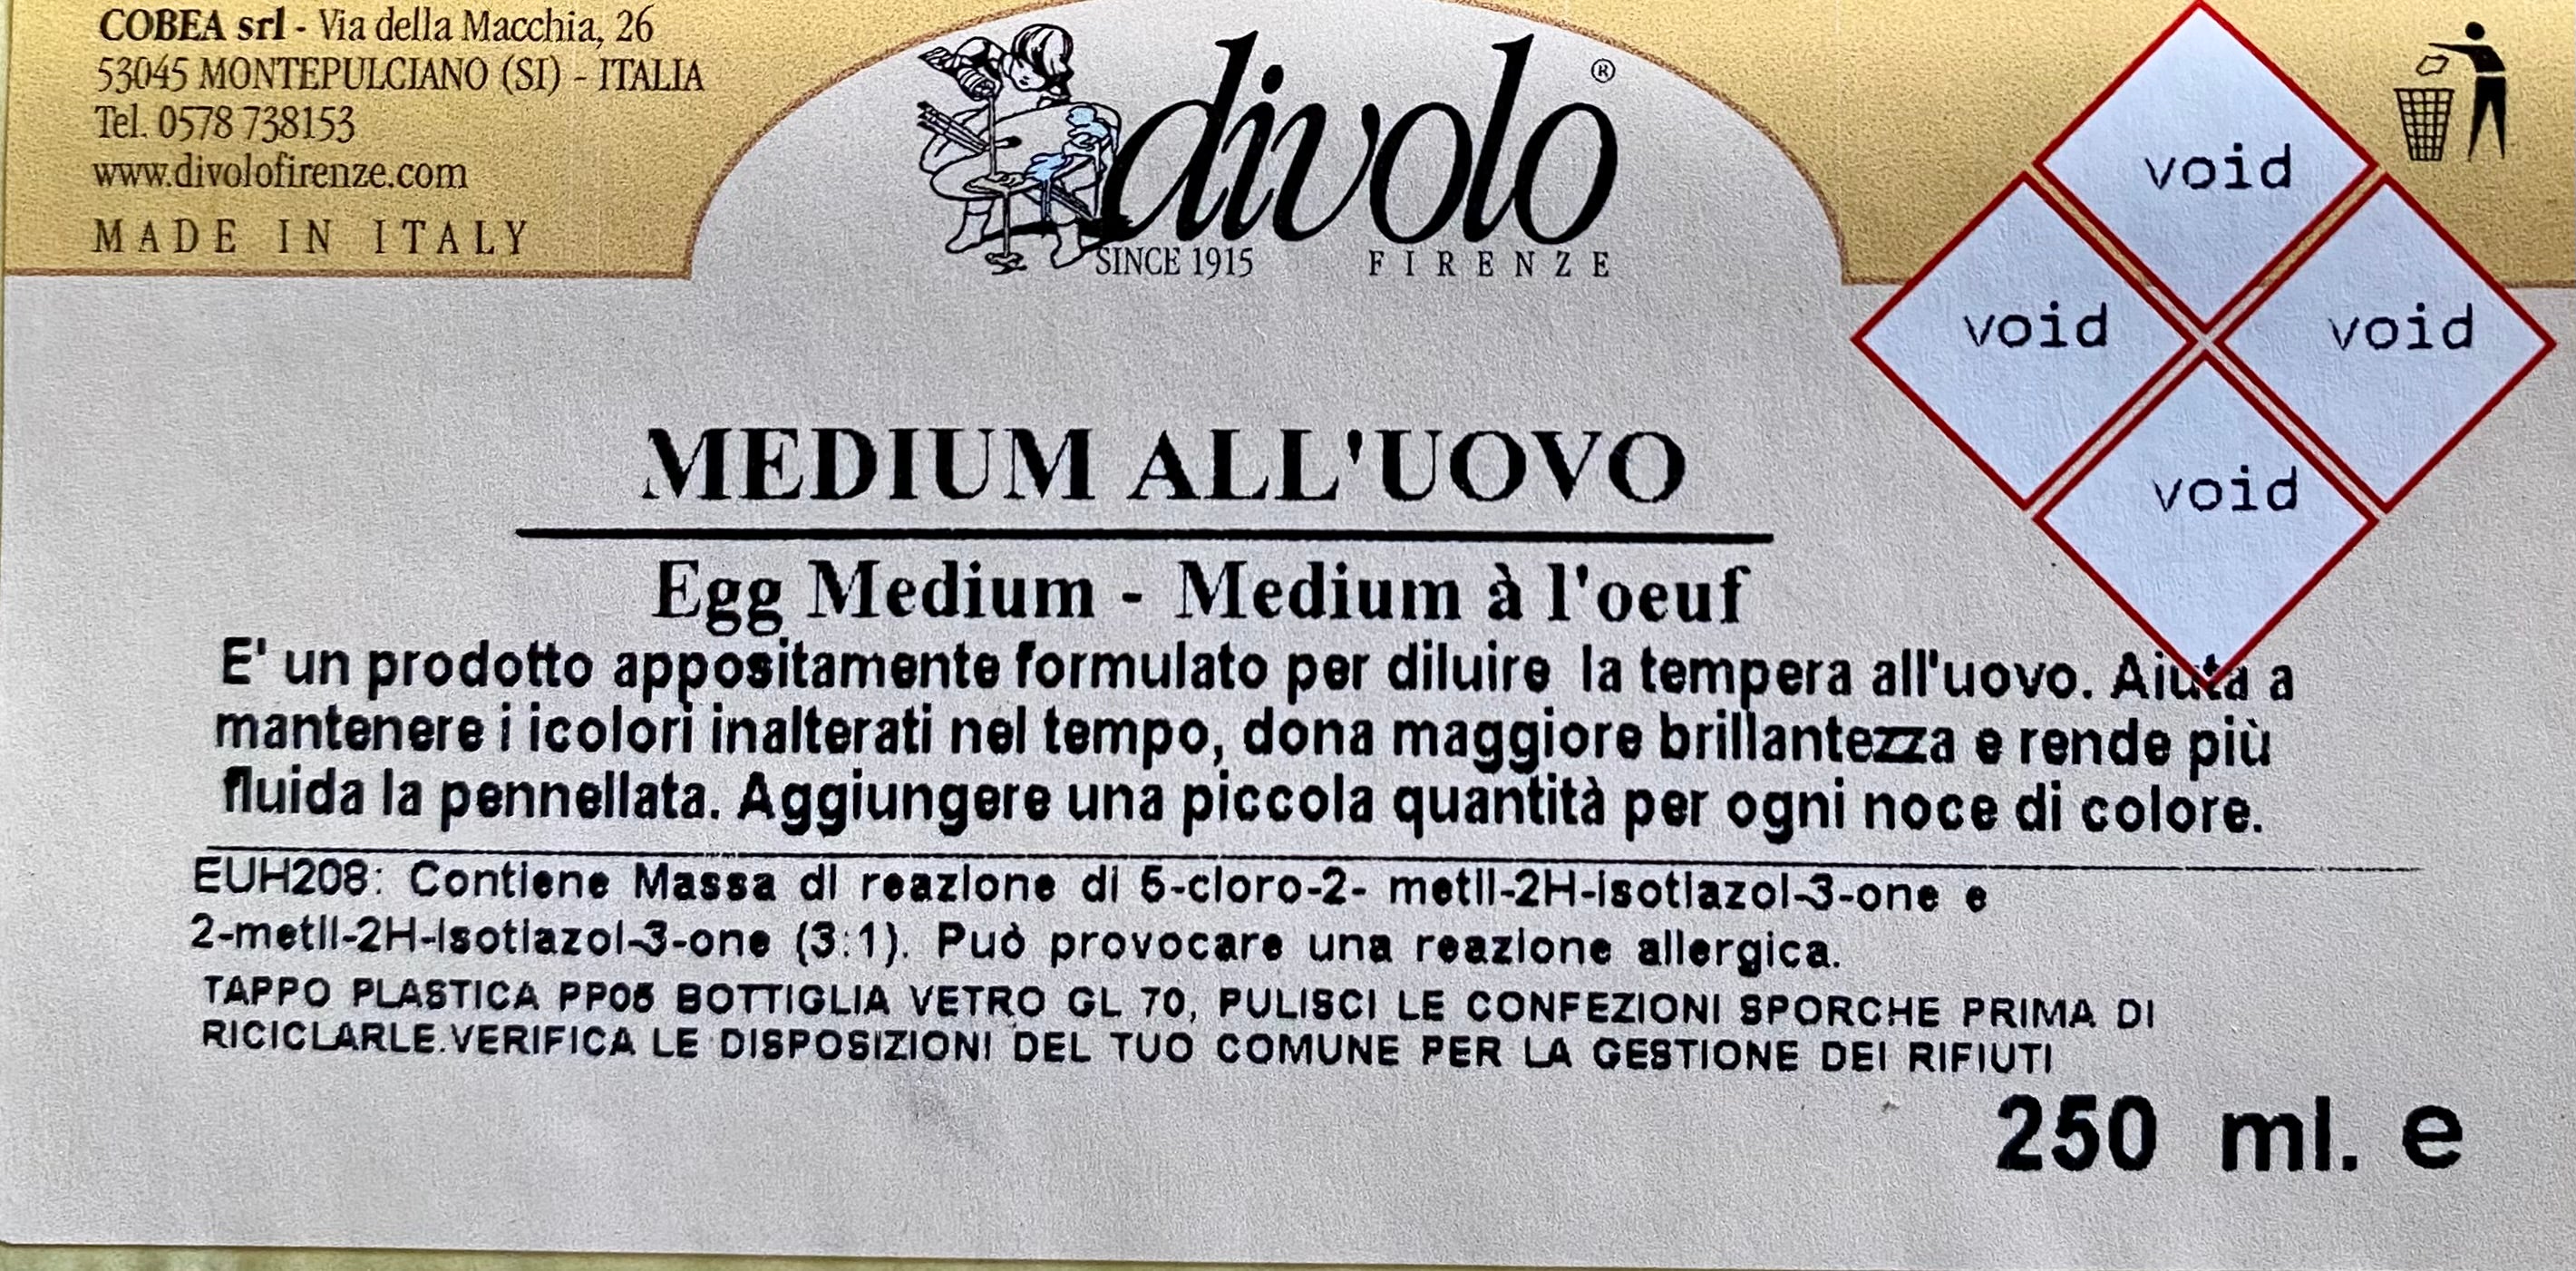 COBEA srl - Via della Macchia, 26
53045 MONTEPULCIANO (SI) - ITALIA
Tel. 0578 738153
www.divolofirenze.com
MADE IN ITALY
divolo ®
SINCE 1915 FIRENZE
void
void void
void
MEDIUM ALL'UOVO
Egg Medium - Medium à l'oeuf
E' un prodotto appositamente formulato per diluire la tempera all'uovo. Aiuta a
mantenere i icolori inalterati nel tempo, dona maggiore brillantezza e rende più
fluida la pennellata. Aggiungere una piccola quantità per ogni noce di colore.
EUH208: Contiene Massa di reazione di 5-cloro-2- metil-2H-isotiazol-3-one e
2-metil-2H-isotiazol-3-one (3:1). Può provocare una reazione allergica.
TAPPO PLASTICA PP05 BOTTIGLIA VETRO GL 70, PULISCI LE CONFEZIONI SPORCHE PRIMA DI
RICICLARLE.VERIFICA LE DISPOSIZIONI DEL TUO COMUNE PER LA GESTIONE DEI RIFIUTI
250 ml. e